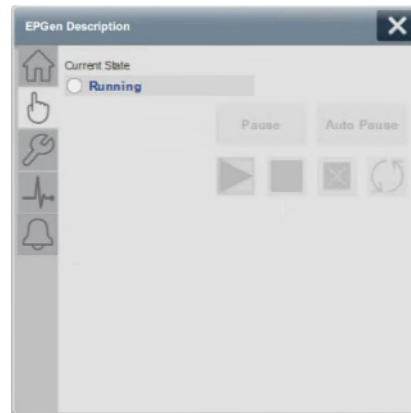 EPGen Description
Current State
Running
Pause
Auto Pause